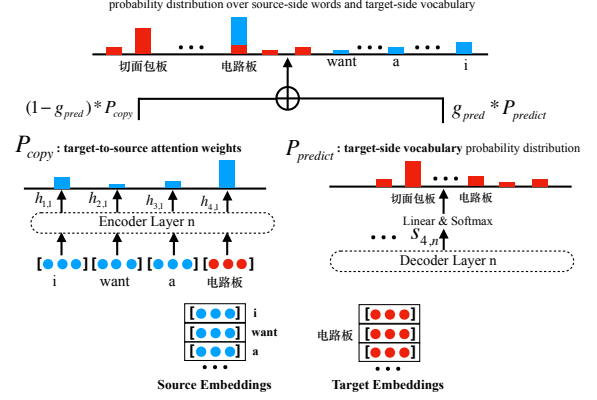 probability distribution over source-side words and target-side vocabulary
切面包板 电路板 want a i
(1- g_pred) * P_copy g_pred * P_predict
P_copy : target-to-source attention weights
P_predict : target-side vocabulary probability distribution
切面包板 电路板
h_1,1 h_2,1 h_3,1 h_4,1
Linear & Softmax
Encoder Layer n
S_4,n
Decoder Layer n
[ ] [ ] [ ] [ ]
i want a 电路板
[ ] i
[ ] want
[ ] a
电路板
Source Embeddings Target Embeddings